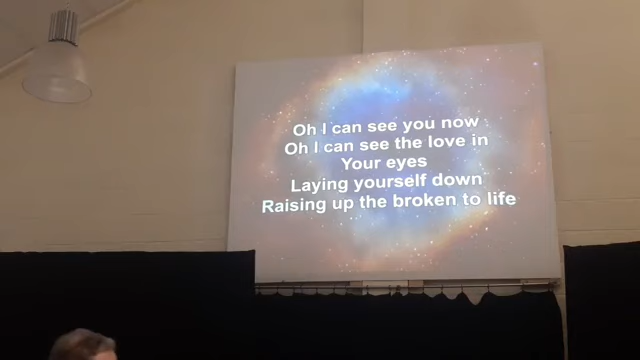 Oh I can see you now
Oh I can see the love in
Your eyes
Laying yourself down
Raising up the broken to life